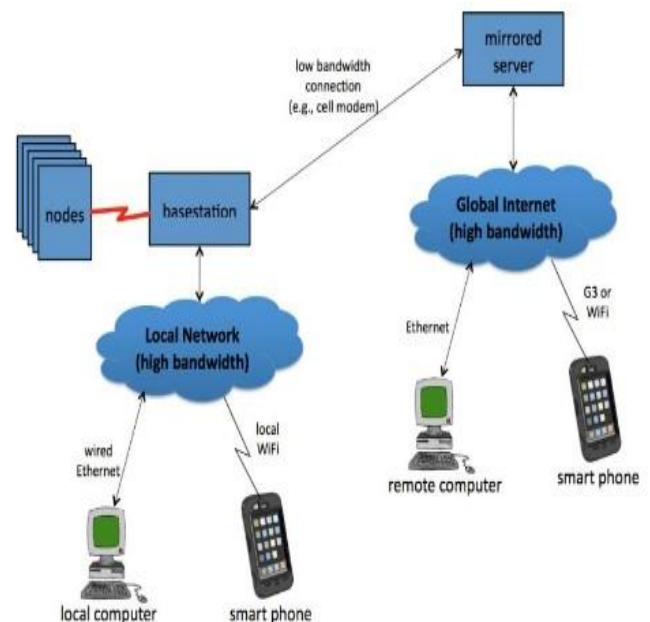 mirrored
server
low bandwidth
connection
(e.g., cell modem)
nodes
basestation
Global Internet
(high bandwidth)
G3 or
WiFi
Ethernet
Local Network
(high bandwidth)
local
WiFi
wired
Ethernet
remote computer
smart phone
local computer
smart phone